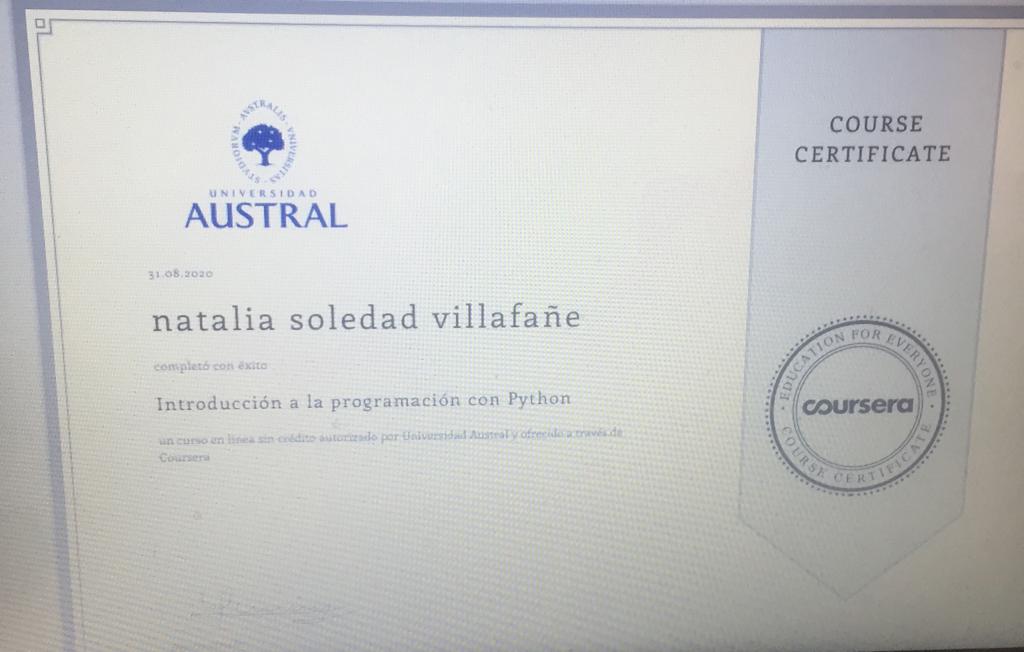 STVDIORVM · AVSTRALIS · VNIVERSITAS
UNIVERSIDAD
AUSTRAL
31.08.2020
natalia soledad villafañe
completó con éxito
Introducción a la programación con Python
un curso en línea sin crédito autorizado por Universidad Austral y ofrecido a través de
Coursera
COURSE
CERTIFICATE
EDUCATION FOR EVERYONE
coursera
COURSE CERTIFICATE